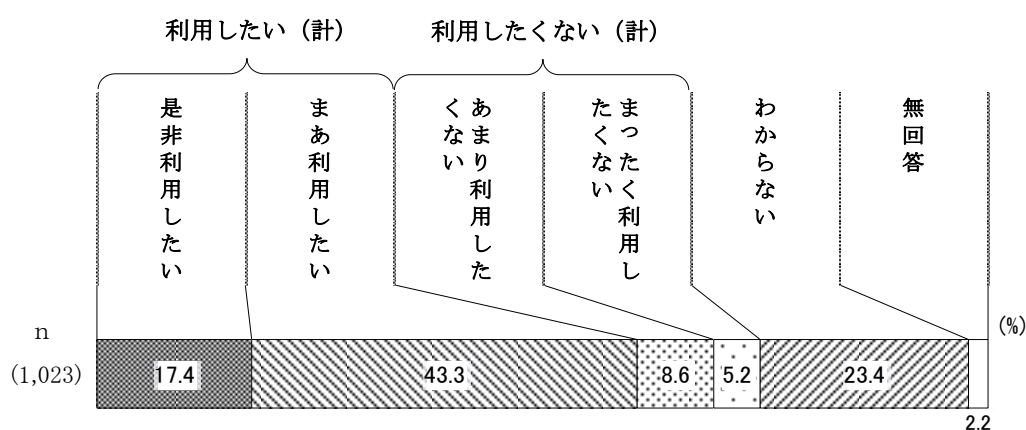 利用したい（計）
利用したくない（計）
是非利用したい
まあ利用したい
あまり利用した
くない
まったく利用し
たくない
わからない
無回答
n
(%)
(1,023)
17.4
43.3
8.6
5.2
23.4
2.2